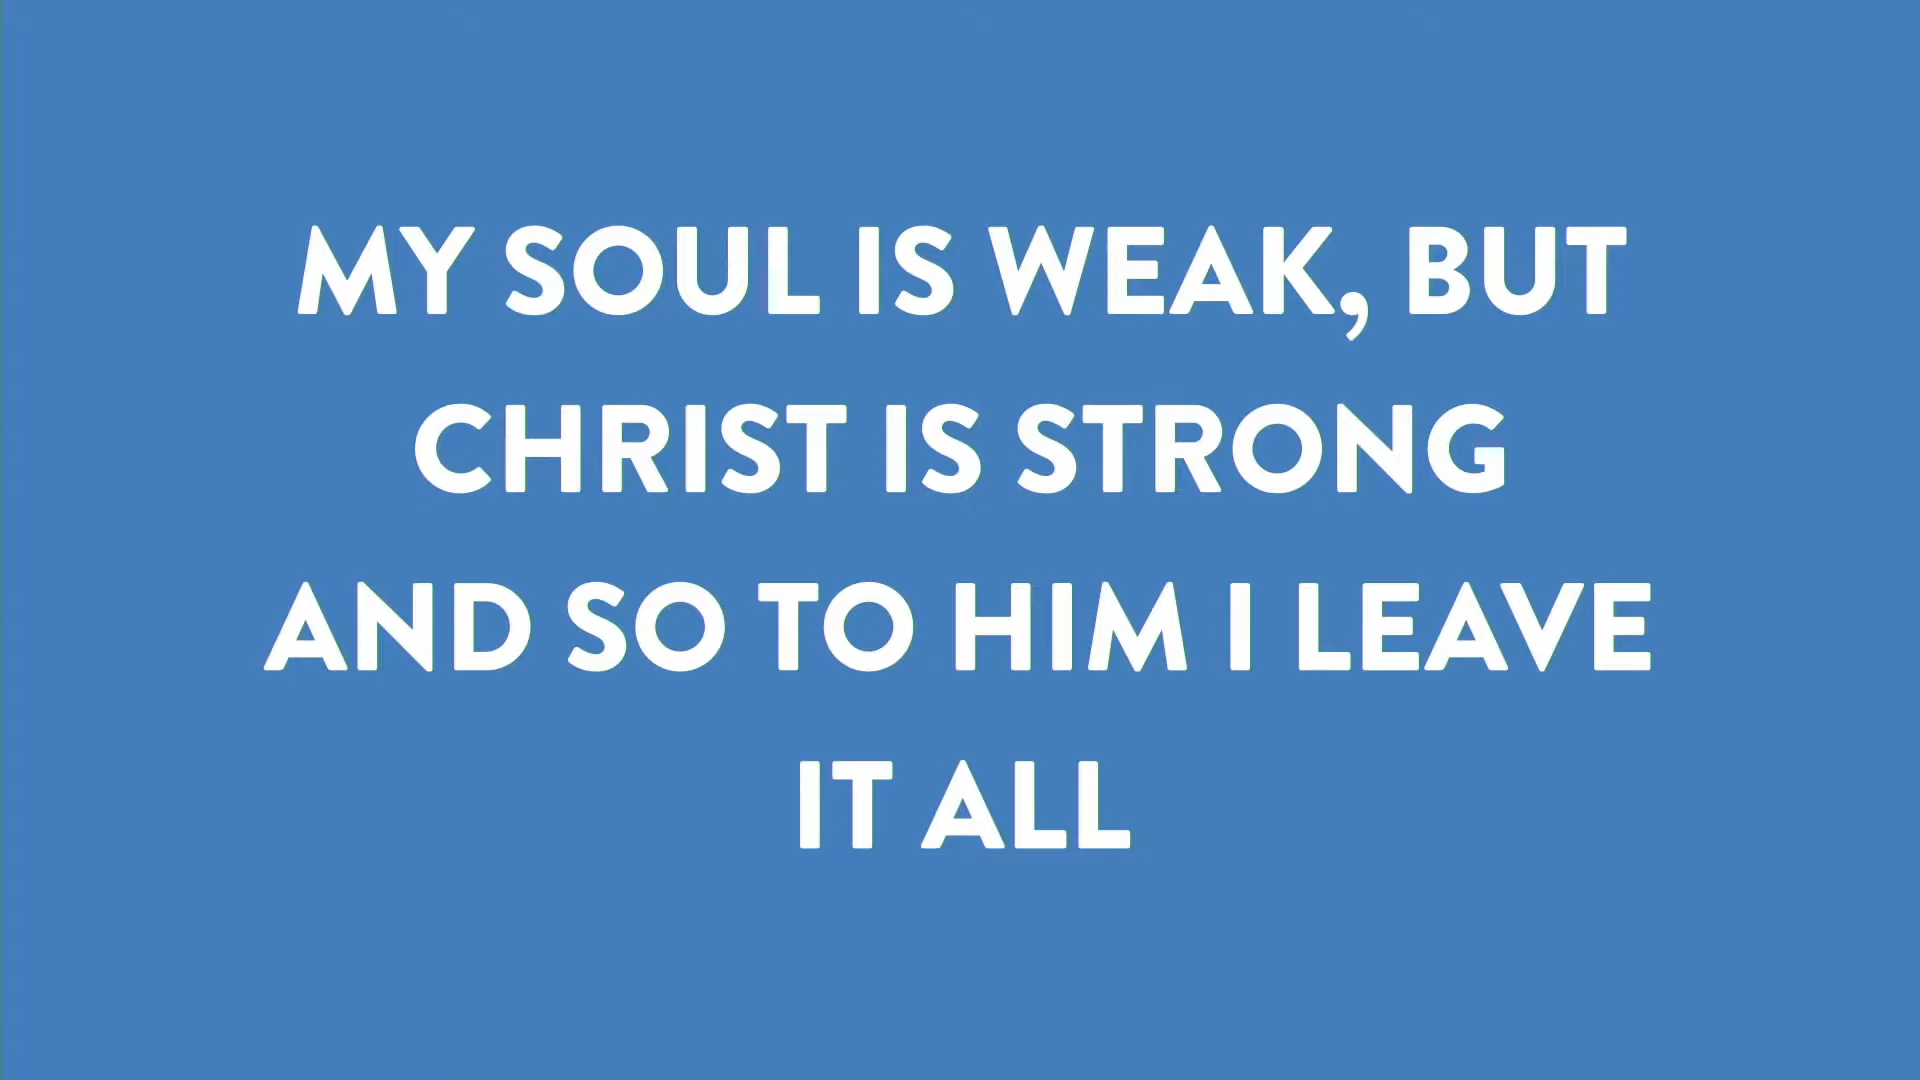 MY SOUL IS WEAK, BUT
CHRIST IS STRONG
AND SO TO HIM I LEAVE
IT ALL